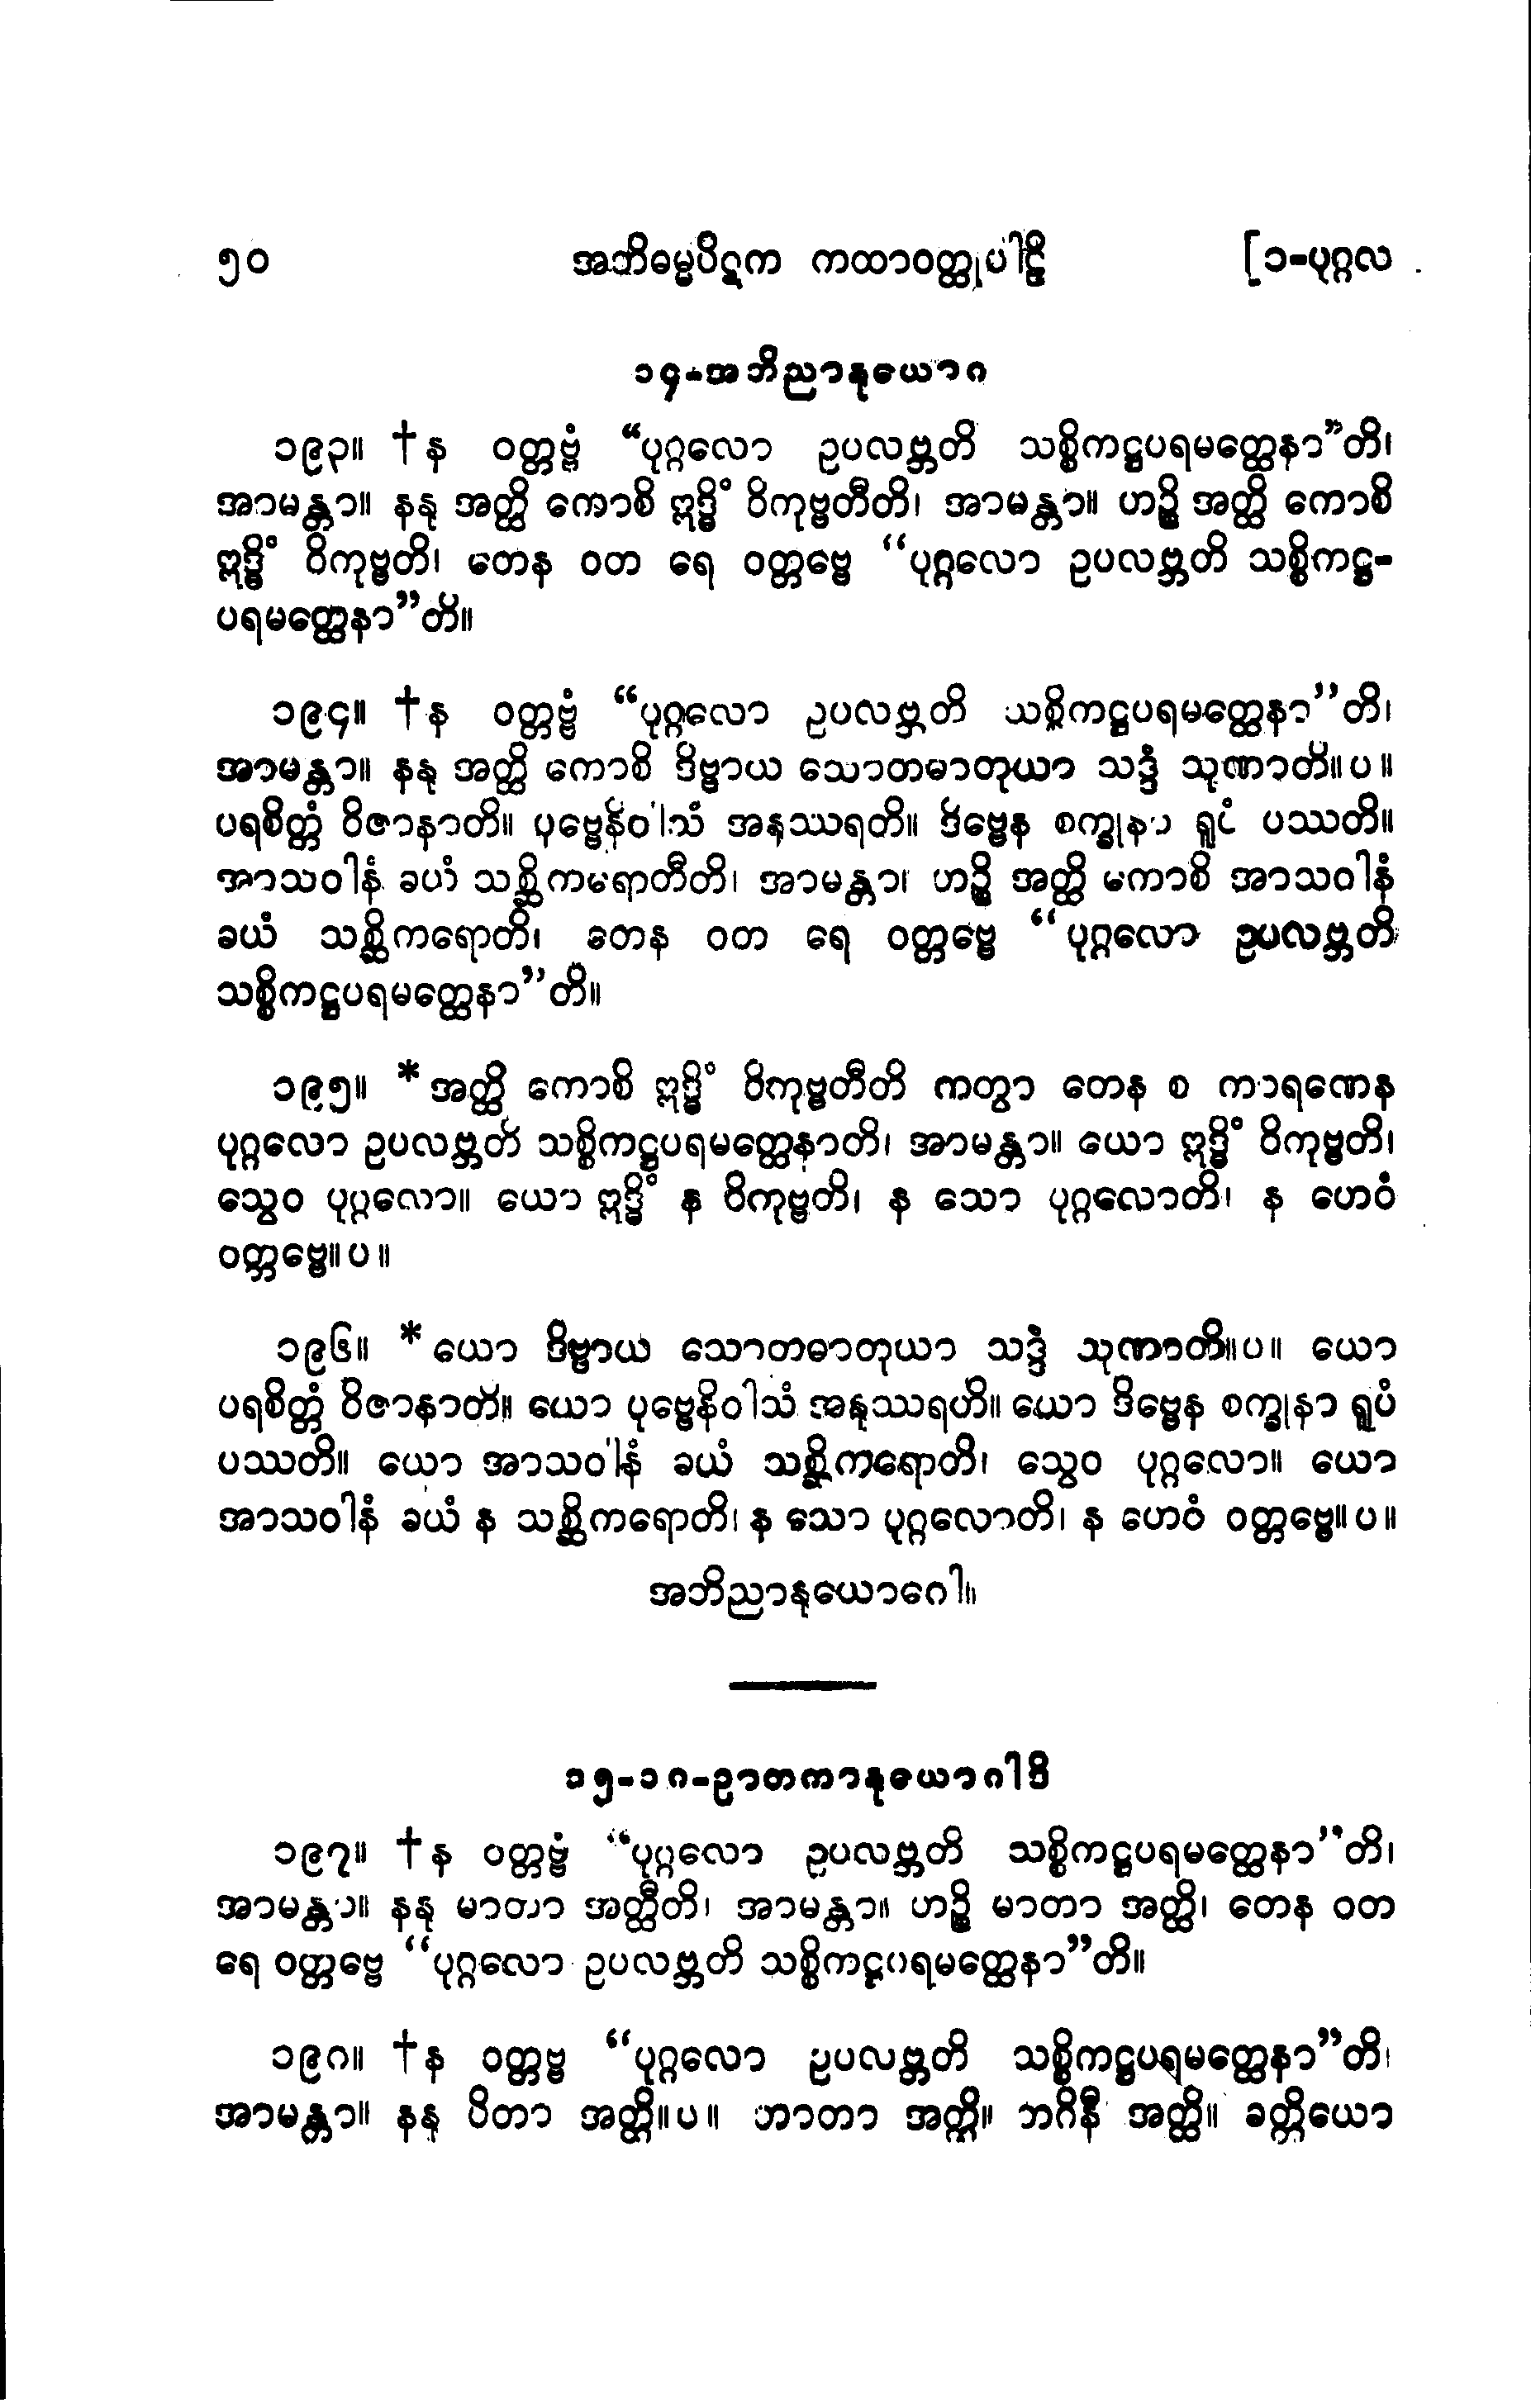 ၅၀ အဘိဓမ္မပိဋက ကထာဝတ္ထုပါဠိ [၁-ပုဂ္ဂလ
၁၄-အဘိညာနုယောဂ
၁၉၃။ †န ဝတ္တဗ္ဗံ “ပုဂ္ဂလော ဥပလဗ္ဘတိ သစ္စိကဋ္ဌပရမတ္ထေနာ”တိ၊
အာမန္တာ။ နနု အတ္ထိ ကောစိ ဣဒ္ဓိံ ဝိကုဗ္ဗတီတိ၊ အာမန္တာ။ ဟဉ္စိ အတ္ထိ ကောစိ
ဣဒ္ဓိံ ဝိကုဗ္ဗတိ၊ တေန ဝတ ရေ ဝတ္တဗ္ဗေ “ပုဂ္ဂလော ဥပလဗ္ဘတိ သစ္စိကဋ္ဌ-
ပရမတ္ထေနာ”တိ။
၁၉၄။ †န ဝတ္တဗ္ဗံ “ပုဂ္ဂလော ဥပလဗ္ဘတိ သစ္စိကဋ္ဌပရမတ္ထေနာ”တိ၊
အာမန္တာ။ နနု အတ္ထိ ကောစိ ဒိဗ္ဗာယ သောတဓာတုယာ သဒ္ဒံ သုဏာတိ။ပ။
ပရစိတ္တံ ဝိဇာနာတိ။ ပုဗ္ဗေနိဝါသံ အနုဿရတိ။ ဒိဗ္ဗေန စက္ခုနာ ရူပံ ပဿတိ။
အာသဝါနံ ခယံ သစ္ဆိကရောတီတိ၊ အာမန္တာ၊ ဟဉ္စိ အတ္ထိ ကောစိ အာသဝါနံ
ခယံ သစ္ဆိကရောတိ၊ တေန ဝတ ရေ ဝတ္တဗ္ဗေ “ပုဂ္ဂလော ဥပလဗ္ဘတိ
သစ္စိကဋ္ဌပရမတ္ထေနာ”တိ။
၁၉၅။ *အတ္ထိ ကောစိ ဣဒ္ဓိံ ဝိကုဗ္ဗတီတိ ကတွာ တေန စ ကာရဏေန
ပုဂ္ဂလော ဥပလဗ္ဘတိ သစ္စိကဋ္ဌပရမတ္ထေနာတိ၊ အာမန္တာ။ ယော ဣဒ္ဓိံ ဝိကုဗ္ဗတိ၊
သွေဝ ပုဂ္ဂလော။ ယော ဣဒ္ဓိံ န ဝိကုဗ္ဗတိ၊ န သော ပုဂ္ဂလောတိ၊ န ဟေဝံ
ဝတ္တဗ္ဗေ။ပ။
၁၉၆။ *ယော ဒိဗ္ဗာယ သောတဓာတုယာ သဒ္ဒံ သုဏာတိ။ပ။ ယော
ပရစိတ္တံ ဝိဇာနာတိ။ ယော ပုဗ္ဗေနိဝါသံ အနုဿရတိ။ ယော ဒိဗ္ဗေန စက္ခုနာ ရူပံ
ပဿတိ။ ယော အာသဝါနံ ခယံ သစ္ဆိကရောတိ၊ သွေဝ ပုဂ္ဂလော။ ယော
အာသဝါနံ ခယံ န သစ္ဆိကရောတိ၊ န သော ပုဂ္ဂလောတိ၊ န ဟေဝံ ဝတ္တဗ္ဗေ။ပ။
အဘိညာနုယောဂေါ။
၁၅-၁၈-ဉာတကာနုယောဂါဒိ
၁၉၇။ †န ဝတ္တဗ္ဗံ “ပုဂ္ဂလော ဥပလဗ္ဘတိ သစ္စိကဋ္ဌပရမတ္ထေနာ”တိ၊
အာမန္တာ။ နနု မာတာ အတ္ထီတိ၊ အာမန္တာ။ ဟဉ္စိ မာတာ အတ္ထိ၊ တေန ဝတ
ရေ ဝတ္တဗ္ဗေ “ပုဂ္ဂလော ဥပလဗ္ဘတိ သစ္စိကဋ္ဌပရမတ္ထေနာ”တိ။
၁၉၈။ †န ဝတ္တဗ္ဗ “ပုဂ္ဂလော ဥပလဗ္ဘတိ သစ္စိကဋ္ဌပရမတ္ထေနာ”တိ၊
အာမန္တာ။ နနု ပိတာ အတ္ထိ။ပ။ ဘာတာ အတ္ထိ။ ဘဂိနီ အတ္ထိ။ ခတ္တိယော